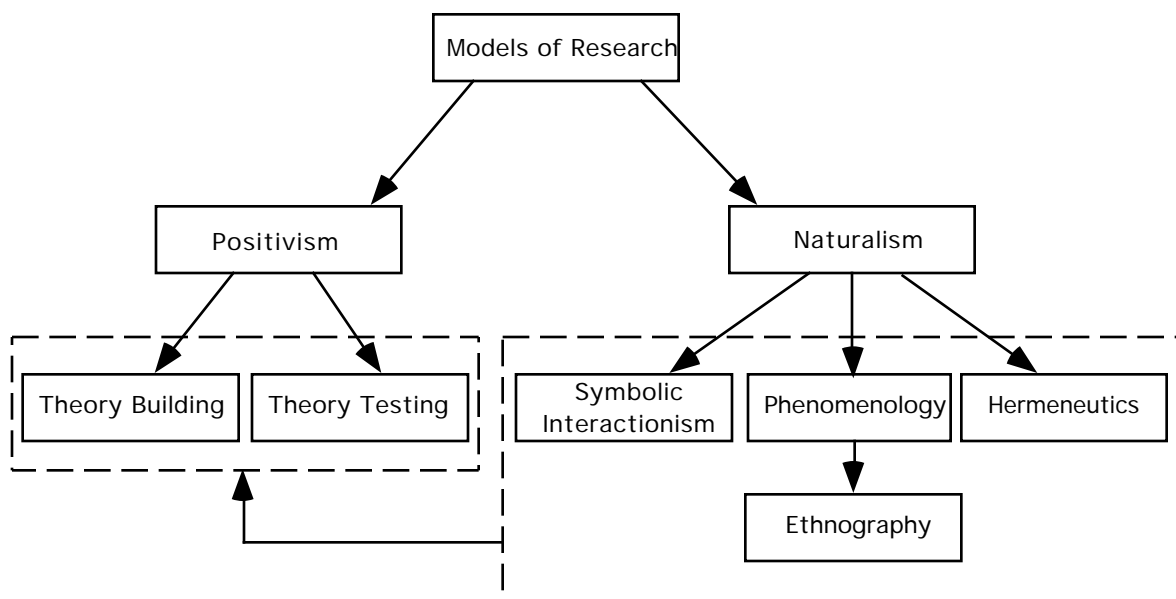 Models of Research
Positivism
Naturalism
Theory Building
Theory Testing
Symbolic
Interactionism
Phenomenology
Hermeneutics
Ethnography